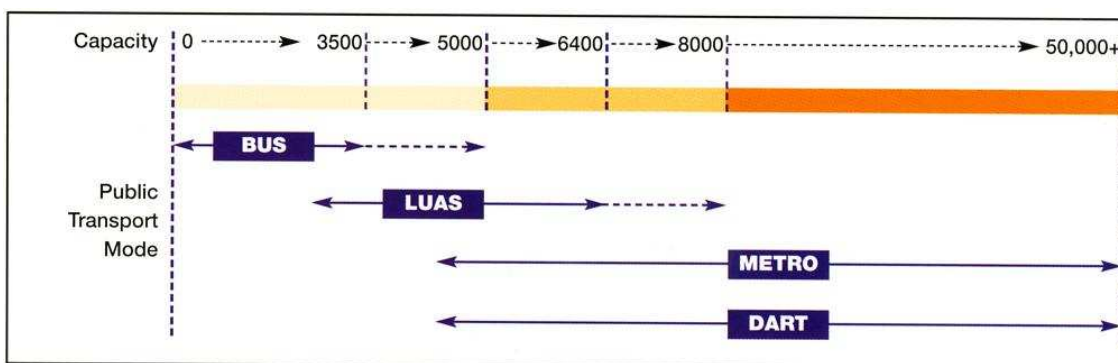 Capacity 0 3500 5000 6400 8000 50,000+
BUS
Public
Transport
Mode
LUAS
METRO
DART